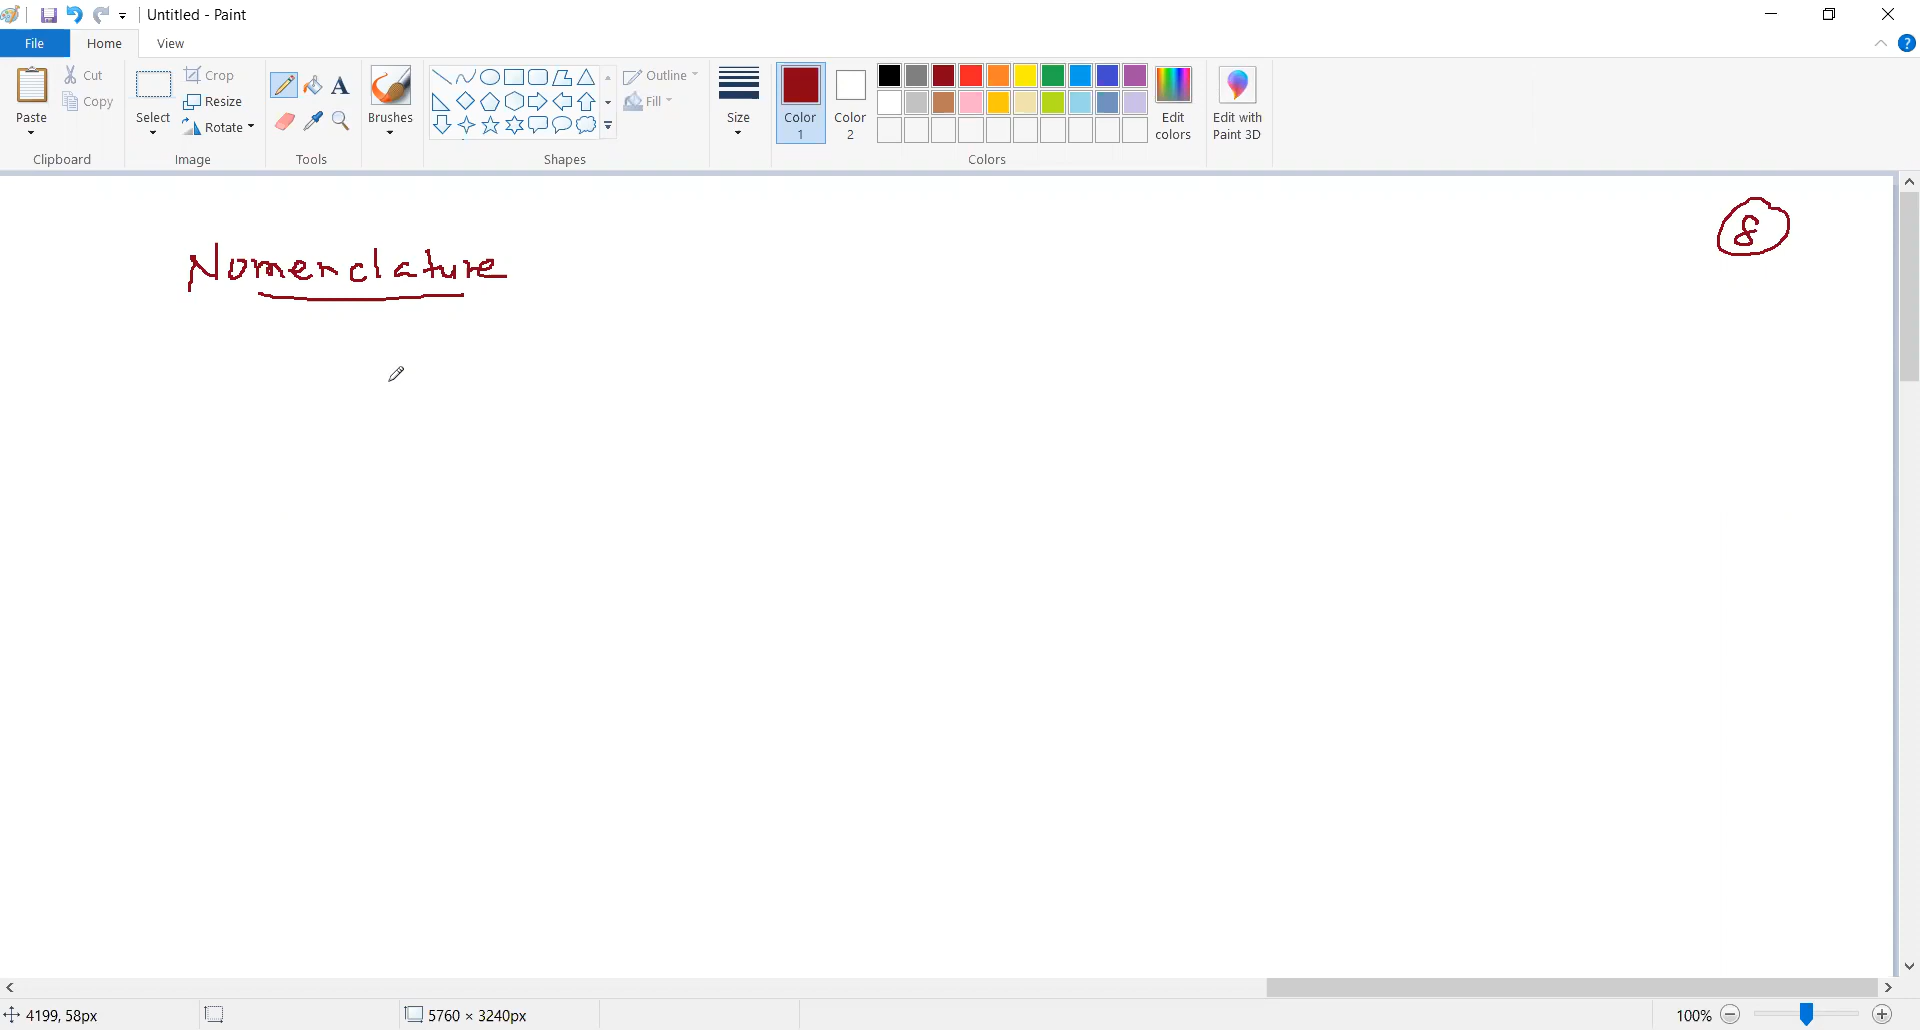 Untitled - Paint
File Home View
Paste Cut Copy Clipboard
Select Crop Resize Rotate Image
Tools
Brushes
Outline Fill Shapes
Size
Color 1 Color 2 Edit colors Colors
Edit with Paint 3D
8
Nomenclature
4199, 58px 5760 × 3240px 100%